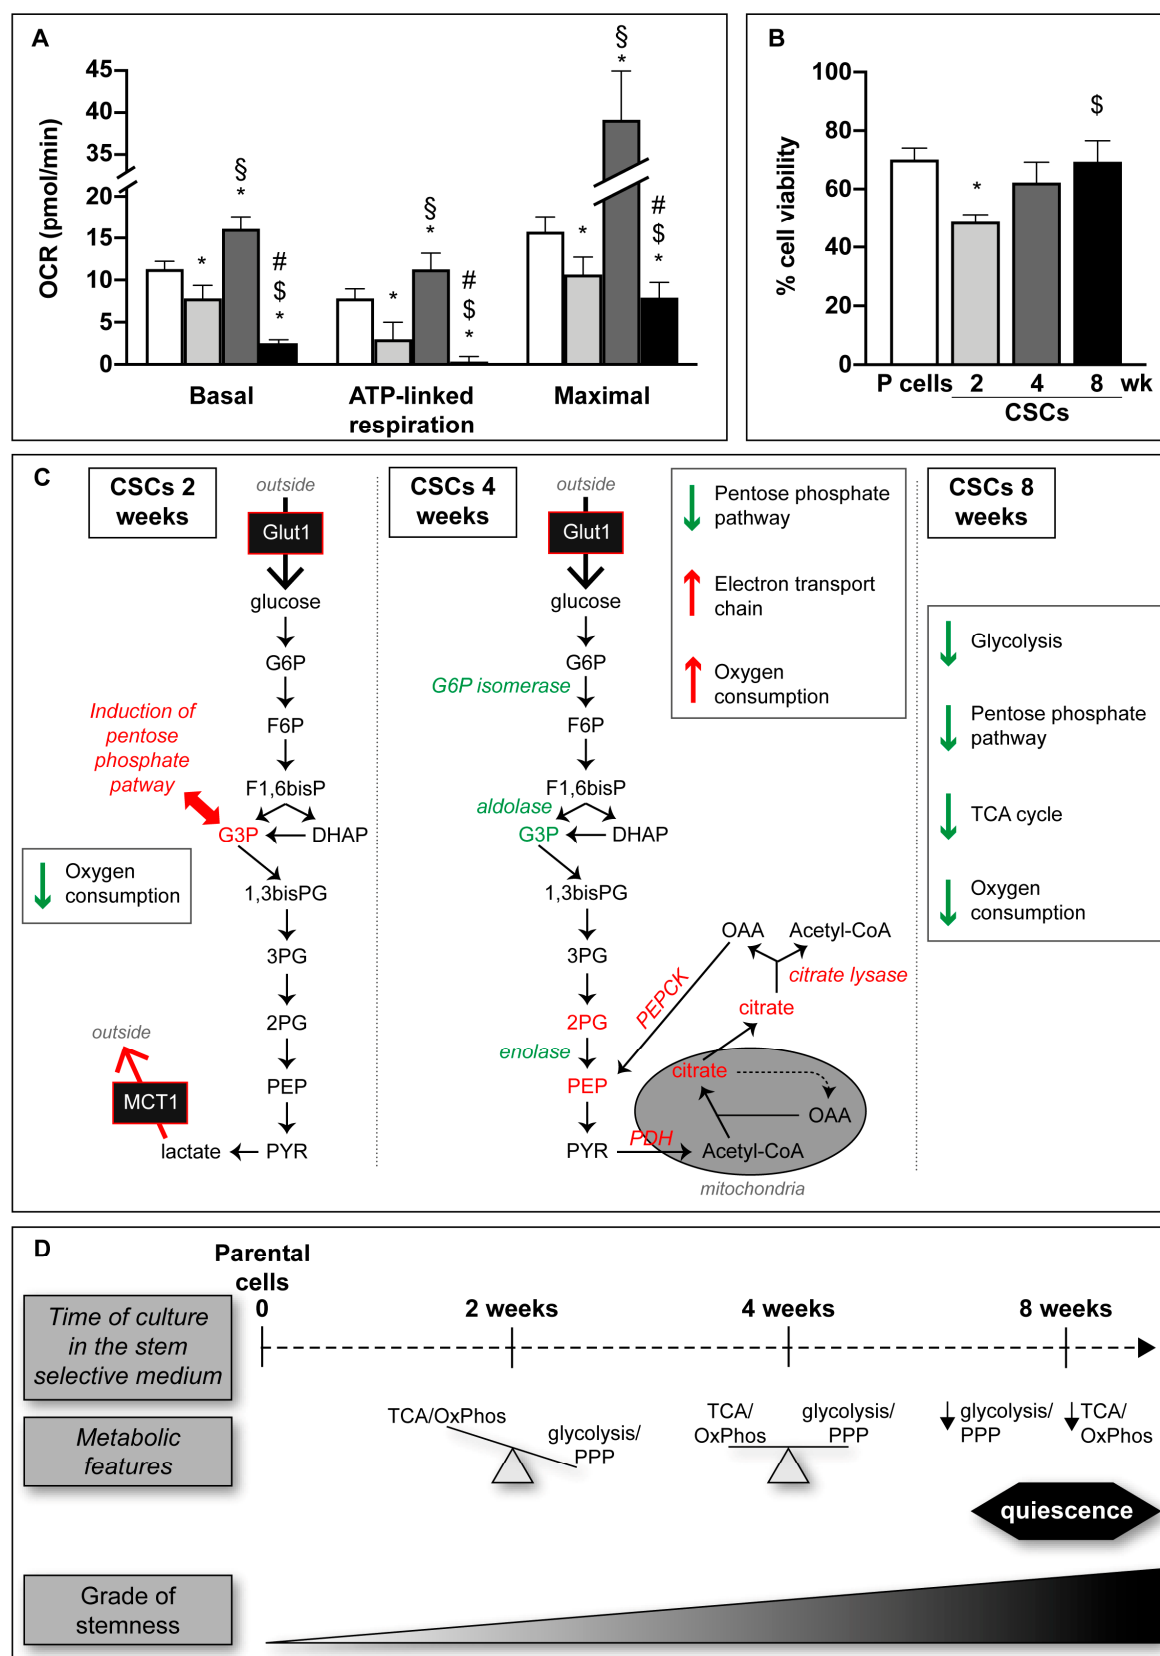 A
OCR (pmol/min)
45
40
35
20
15
10
5
0
*
§
*
#
$
*
*
§
*
#
$
*
*
§
*
#
$
*
Basal
ATP-linked
respiration
Maximal
B
% cell viability
100
80
60
40
20
0
*
$
P cells
2
4
8
wk
CSCs
C
CSCs 2
weeks
outside
Glut1
glucose
G6P
F6P
F1,6bisP
Induction of
pentose
phosphate
patway
G3P
DHAP
Oxygen
consumption
1,3bisPG
3PG
2PG
PEP
PYR
lactate
MCT1
outside
CSCs 4
weeks
outside
Glut1
glucose
G6P
G6P isomerase
F6P
F1,6bisP
aldolase
G3P
DHAP
1,3bisPG
3PG
2PG
enolase
PEP
PYR
PDH
PEPCK
OAA
Acetyl-CoA
citrate lysase
citrate
citrate
OAA
Acetyl-CoA
mitochondria
Pentose phosphate
pathway
Electron transport
chain
Oxygen
consumption
CSCs 8
weeks
Glycolysis
Pentose phosphate
pathway
TCA cycle
Oxygen
consumption
D
Parental
cells
0
2 weeks
4 weeks
8 weeks
Time of culture
in the stem
selective medium
Metabolic
features
TCA/OxPhos
glycolysis/
PPP
TCA/
OxPhos
glycolysis/
PPP
glycolysis/
PPP
TCA/
OxPhos
quiescence
Grade of
stemness